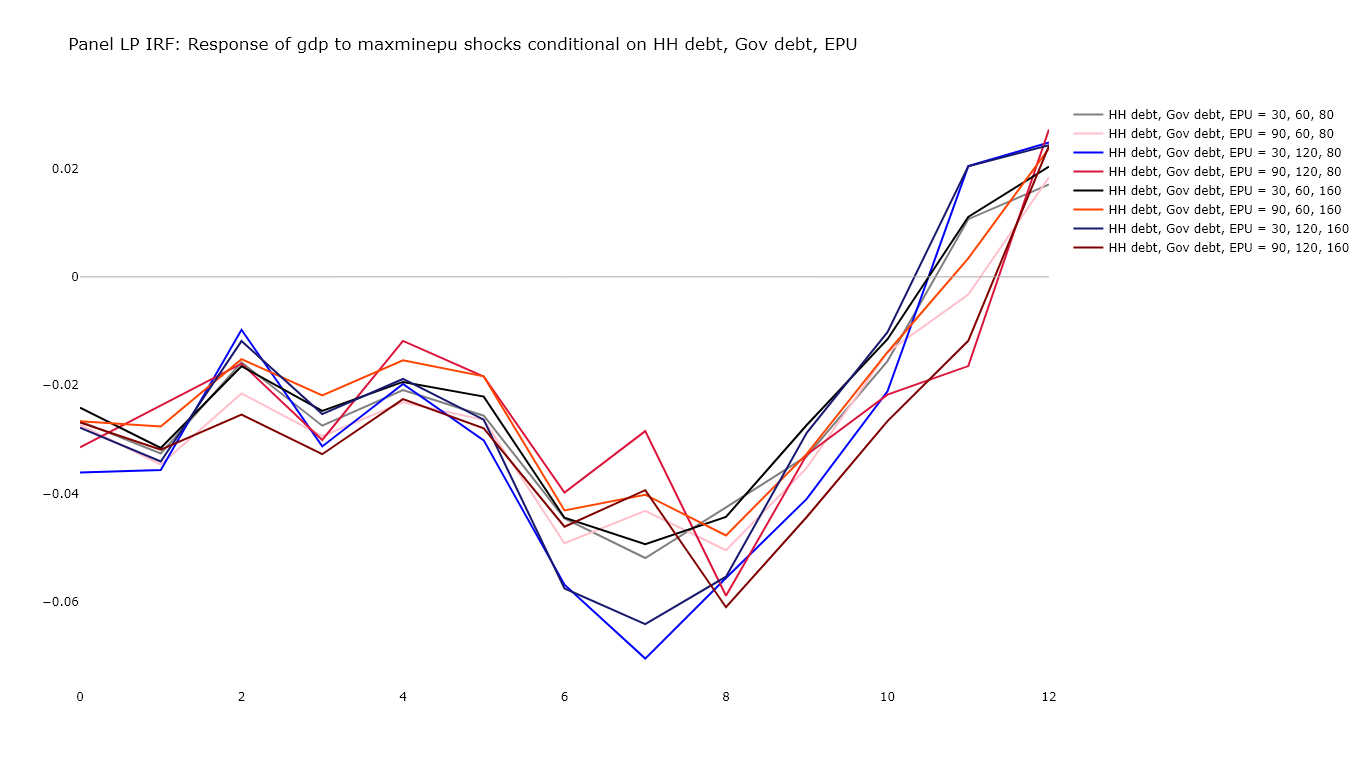 Panel LP IRF: Response of gdp to maxminepu shocks conditional on HH debt, Gov debt, EPU
HH debt, Gov debt, EPU = 30, 60, 80
HH debt, Gov debt, EPU = 90, 60, 80
HH debt, Gov debt, EPU = 30, 120, 80
HH debt, Gov debt, EPU = 90, 120, 80
HH debt, Gov debt, EPU = 30, 60, 160
HH debt, Gov debt, EPU = 90, 60, 160
HH debt, Gov debt, EPU = 30, 120, 160
HH debt, Gov debt, EPU = 90, 120, 160
0.02
0
−0.02
−0.04
−0.06
0 2 4 6 8 10 12